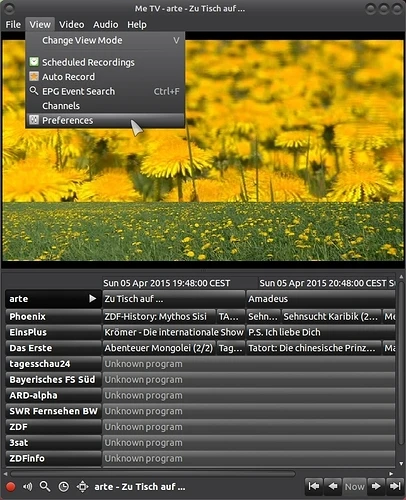 Me TV - arte - Zu Tisch auf ...
File View Video Audio Help
Change View Mode V
Scheduled Recordings
Auto Record
EPG Event Search Ctrl+F
Channels
Preferences
Sun 05 Apr 2015 19:48:00 CEST Sun 05 Apr 2015 20:48:00 CEST S
arte Zu Tisch auf ... Amadeus
Phoenix ZDF-History: Mythos Sisi TA... Sehn... Sehnsucht Karibik (2... Me
EinsPlus Krömer - Die internationale Show P.S. Ich liebe Dich
Das Erste Abenteuer Mongolei (2/2) Tag... Tatort: Die chinesische Prinz... Ma
tagesschau24 Unknown program
Bayerisches FS Süd Unknown program
ARD-alpha Unknown program
SWR Fernsehen BW Unknown program
ZDF Unknown program
3sat Unknown program
ZDFinfo Unknown program
arte - Zu Tisch auf ... Now